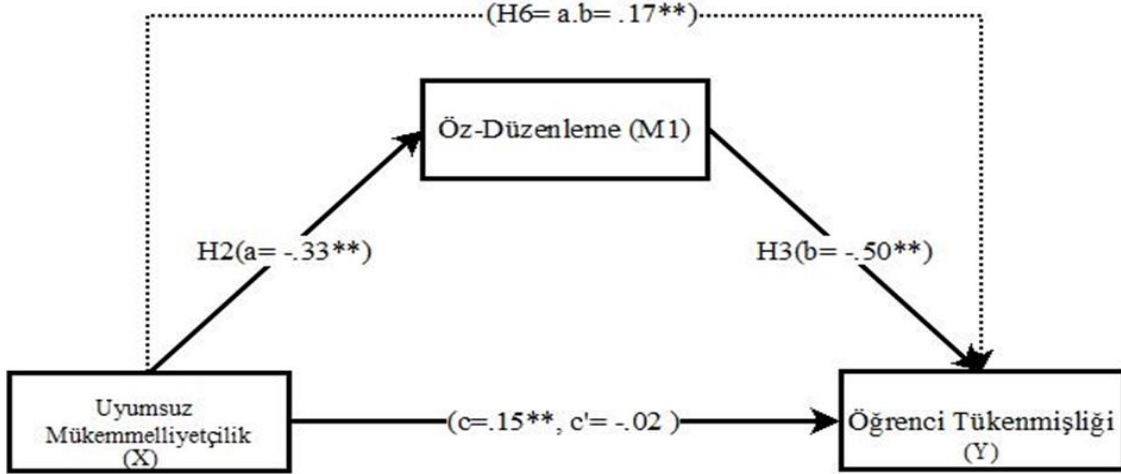 (H6= a.b= .17**)
Öz-Düzenleme (M1)
H2(a= -.33**)
H3(b= -.50**)
Uyumsuz
Mükemmelliyetçilik
(X)
(c=.15**, c'= -.02 )
Öğrenci Tükenmişliği
(Y)